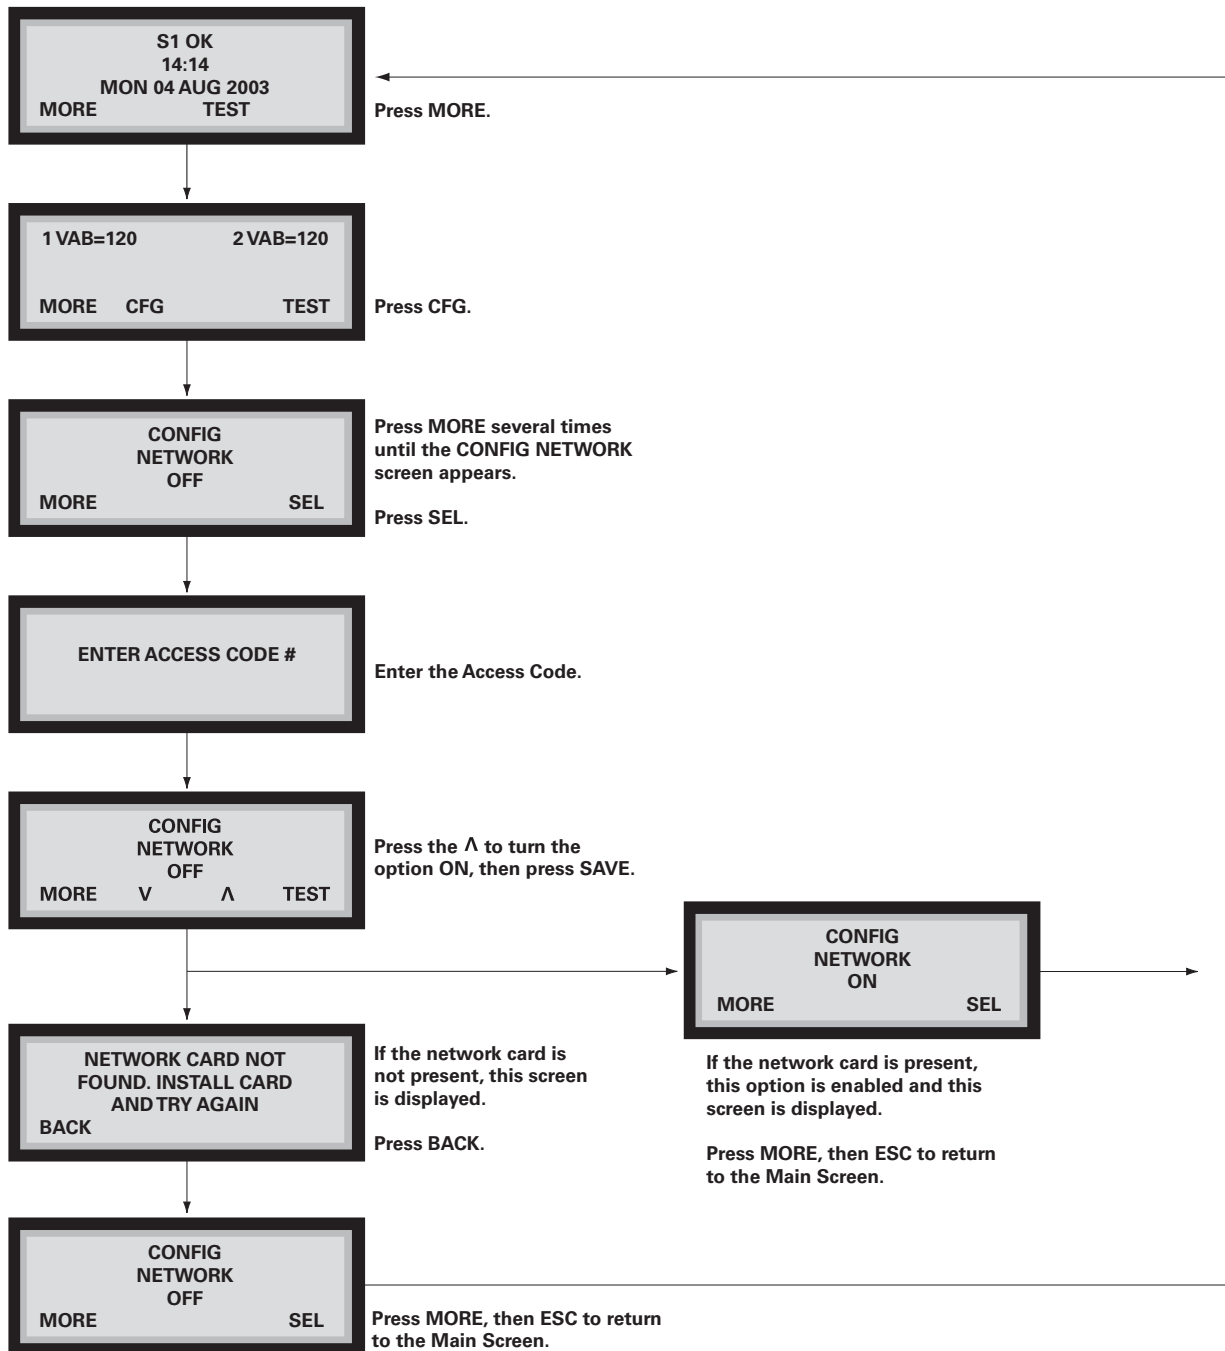 S1 OK
14:14
MON 04 AUG 2003
MORE TEST
Press MORE.
1 VAB=120 2 VAB=120
MORE CFG TEST
Press CFG.
CONFIG
NETWORK
OFF
MORE SEL
Press MORE several times
until the CONFIG NETWORK
screen appears.
Press SEL.
ENTER ACCESS CODE #
Enter the Access Code.
CONFIG
NETWORK
OFF
MORE V Λ TEST
Press the Λ to turn the
option ON, then press SAVE.
CONFIG
NETWORK
ON
MORE SEL
If the network card is present,
this option is enabled and this
screen is displayed.
Press MORE, then ESC to return
to the Main Screen.
NETWORK CARD NOT
FOUND. INSTALL CARD
AND TRY AGAIN
BACK
If the network card is
not present, this screen
is displayed.
Press BACK.
CONFIG
NETWORK
OFF
MORE SEL
Press MORE, then ESC to return
to the Main Screen.